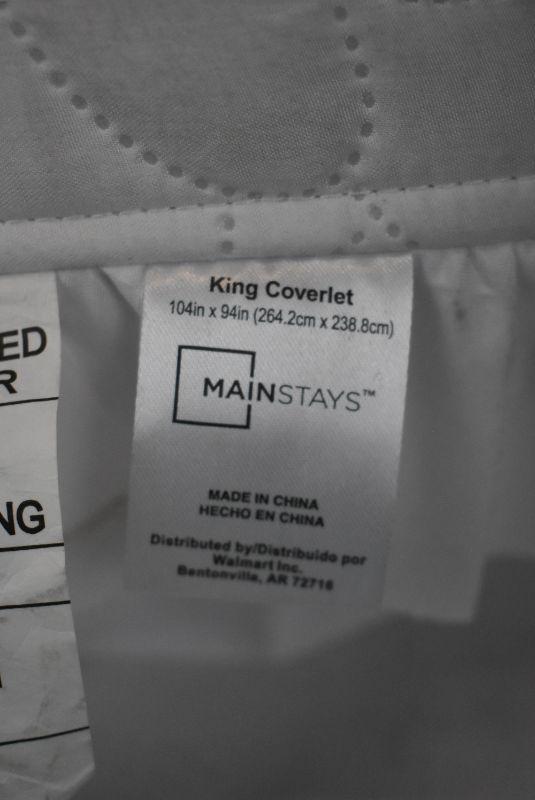 King Coverlet
104in x 94in (264.2cm x 238.8cm)
MAINSTAYS™
MADE IN CHINA
HECHO EN CHINA
Distributed by/Distribuido por
Walmart Inc.
Bentonville, AR 72716
ED
R
NG